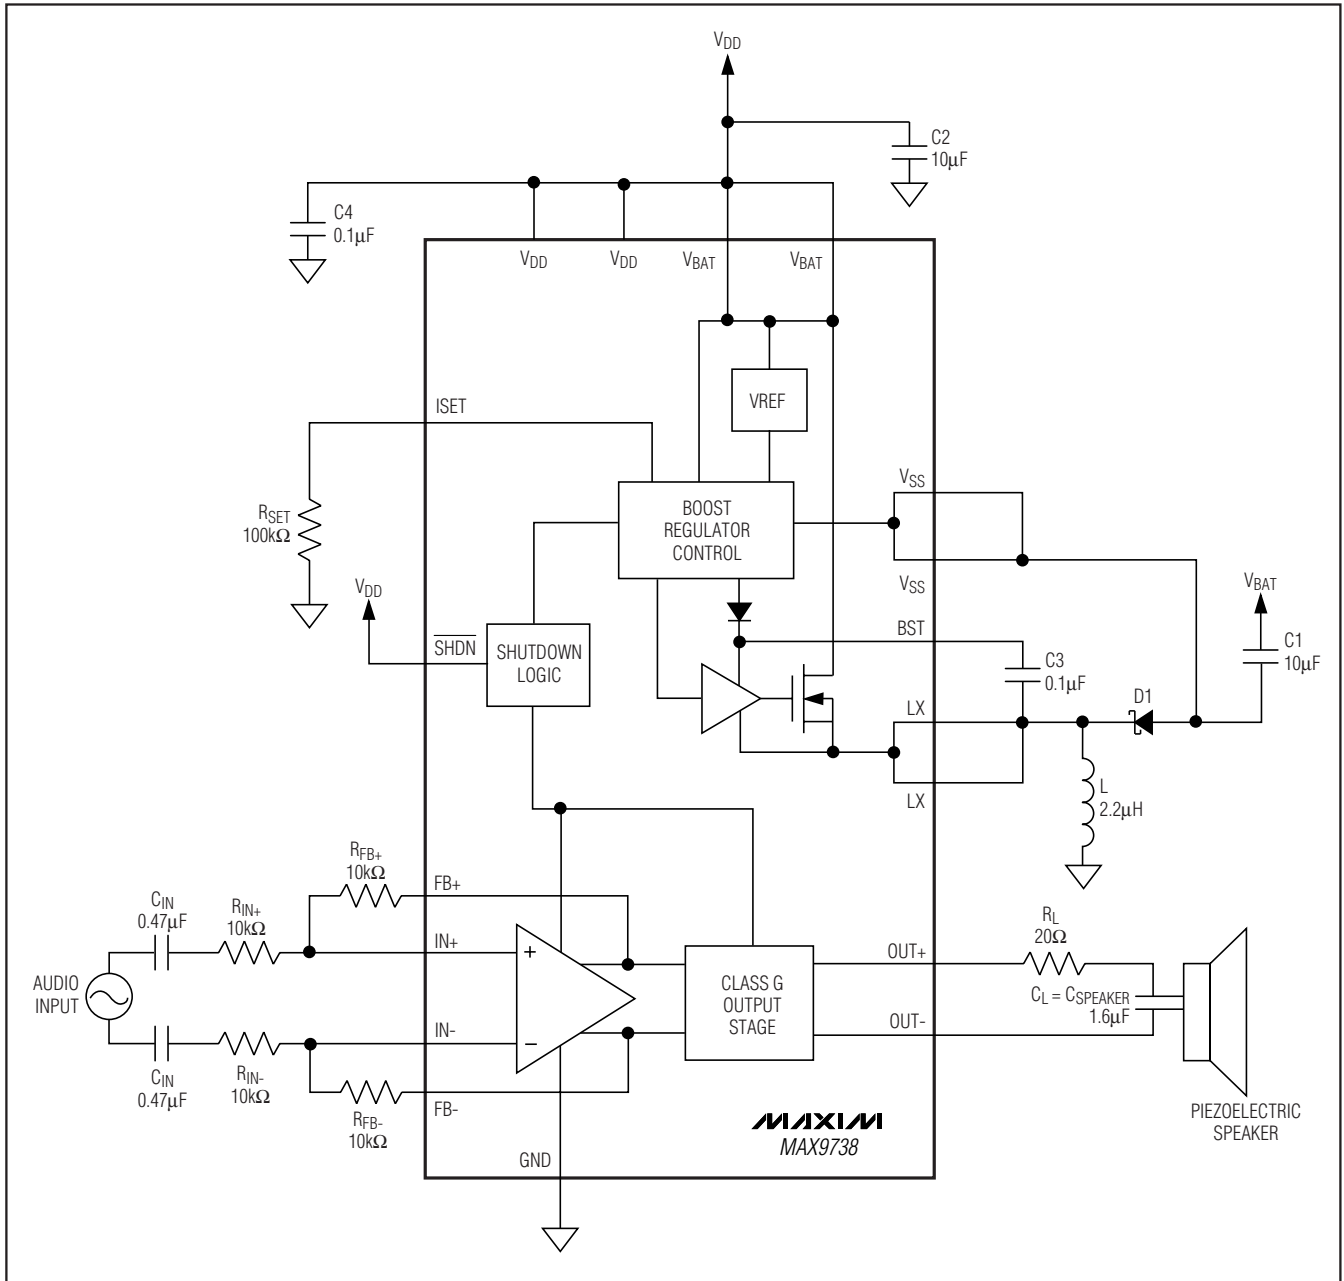 VDD
C2
10µF
C4
0.1µF
VDD
VDD
VBAT
VBAT
VREF
ISET
RSET
100kΩ
BOOST
REGULATOR
CONTROL
VSS
VSS
VDD
SHDN
SHUTDOWN
LOGIC
BST
VBAT
C1
10µF
C3
0.1µF
D1
LX
LX
L
2.2µH
RFB+
10kΩ
FB+
CIN
0.47µF
RIN+
10kΩ
IN+
+
AUDIO
INPUT
CLASS G
OUTPUT
STAGE
OUT+
RL
20Ω
CL = CSPEAKER
1.6µF
OUT-
IN-
–
CIN
0.47µF
RIN-
10kΩ
RFB-
10kΩ
FB-
PIEZOELECTRIC
SPEAKER
MAXIM
MAX9738
GND